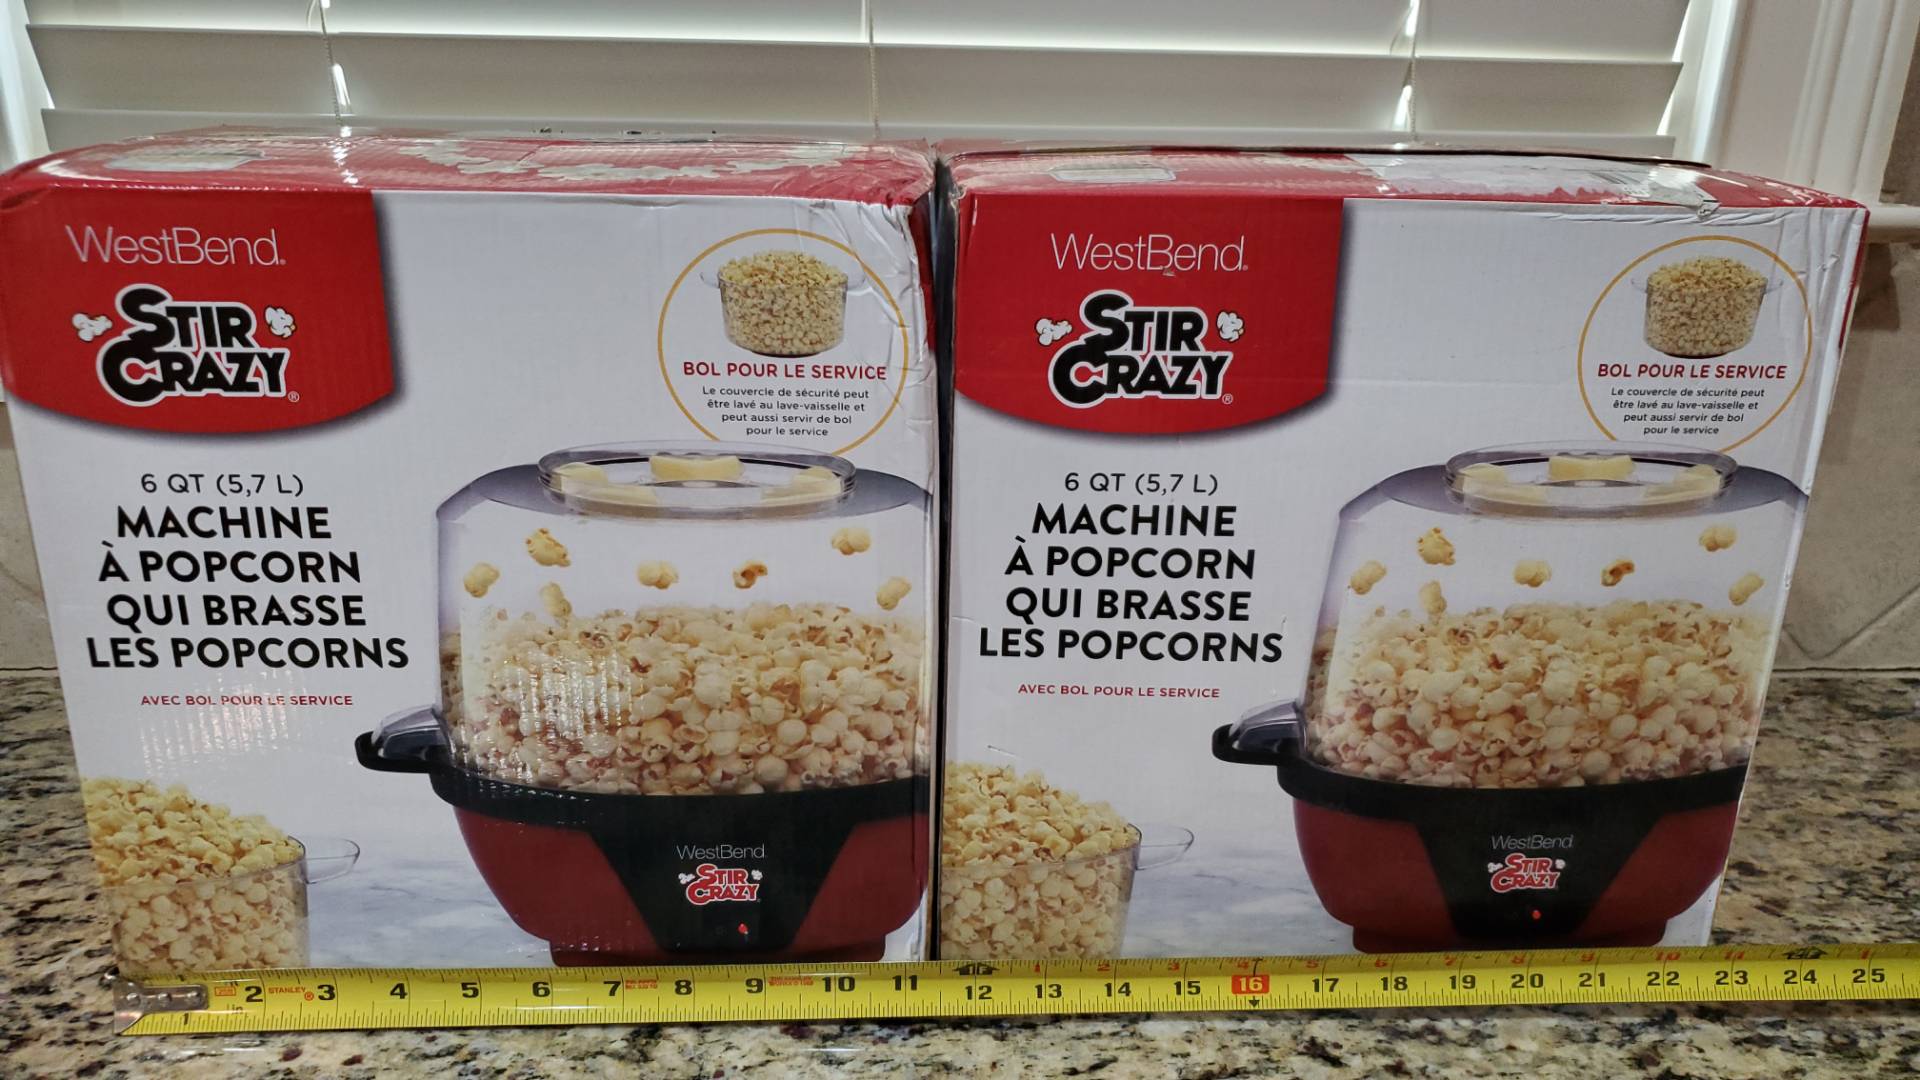 WestBend®
STIR
CRAZY®
BOL POUR LE SERVICE
Le couvercle de sécurité peut
être lavé au lave-vaisselle et
peut aussi servir de bol
pour le service
6 QT (5,7 L)
MACHINE
À POPCORN
QUI BRASSE
LES POPCORNS
AVEC BOL POUR LE SERVICE
WestBend
STIR
CRAZY
WestBend®
STIR
CRAZY®
BOL POUR LE SERVICE
Le couvercle de sécurité peut
être lavé au lave-vaisselle et
peut aussi servir de bol
pour le service
6 QT (5,7 L)
MACHINE
À POPCORN
QUI BRASSE
LES POPCORNS
AVEC BOL POUR LE SERVICE
WestBend
STIR
CRAZY
1 2 STANLEY® 3 4 5 6 7 8 9 10 11 12 13 14 15 16 17 18 19 20 21 22 23 24 25